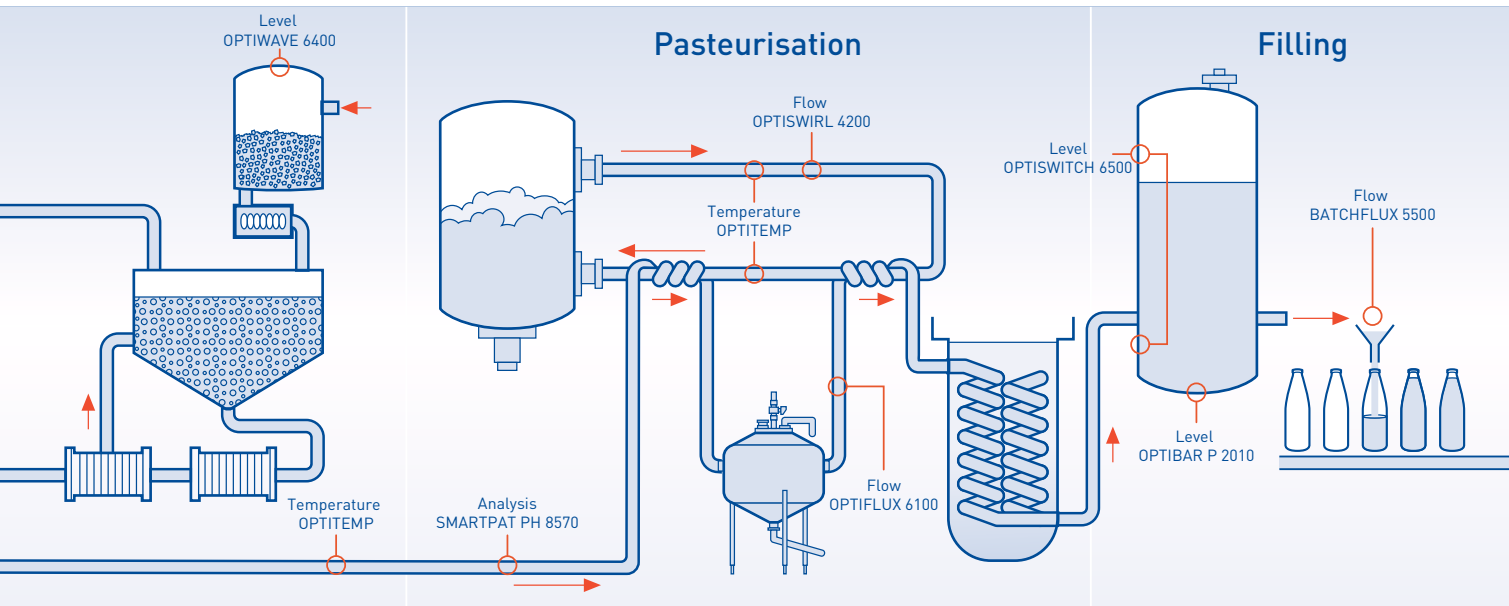 Level
OPTIWAVE 6400
Temperature
OPTITEMP
Pasteurisation
Flow
OPTISWIRL 4200
Temperature
OPTITEMP
Analysis
SMARTPAT PH 8570
Flow
OPTIFLUX 6100
Filling
Level
OPTISWITCH 6500
Flow
BATCHFLUX 5500
Level
OPTIBAR P 2010